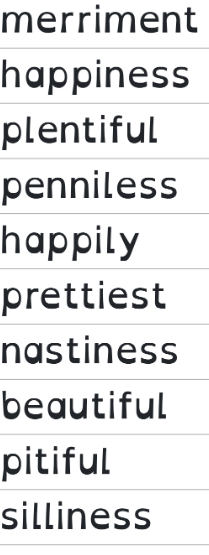 merriment
happiness
plentiful
penniless
happily
prettiest
nastiness
beautiful
pitiful
silliness